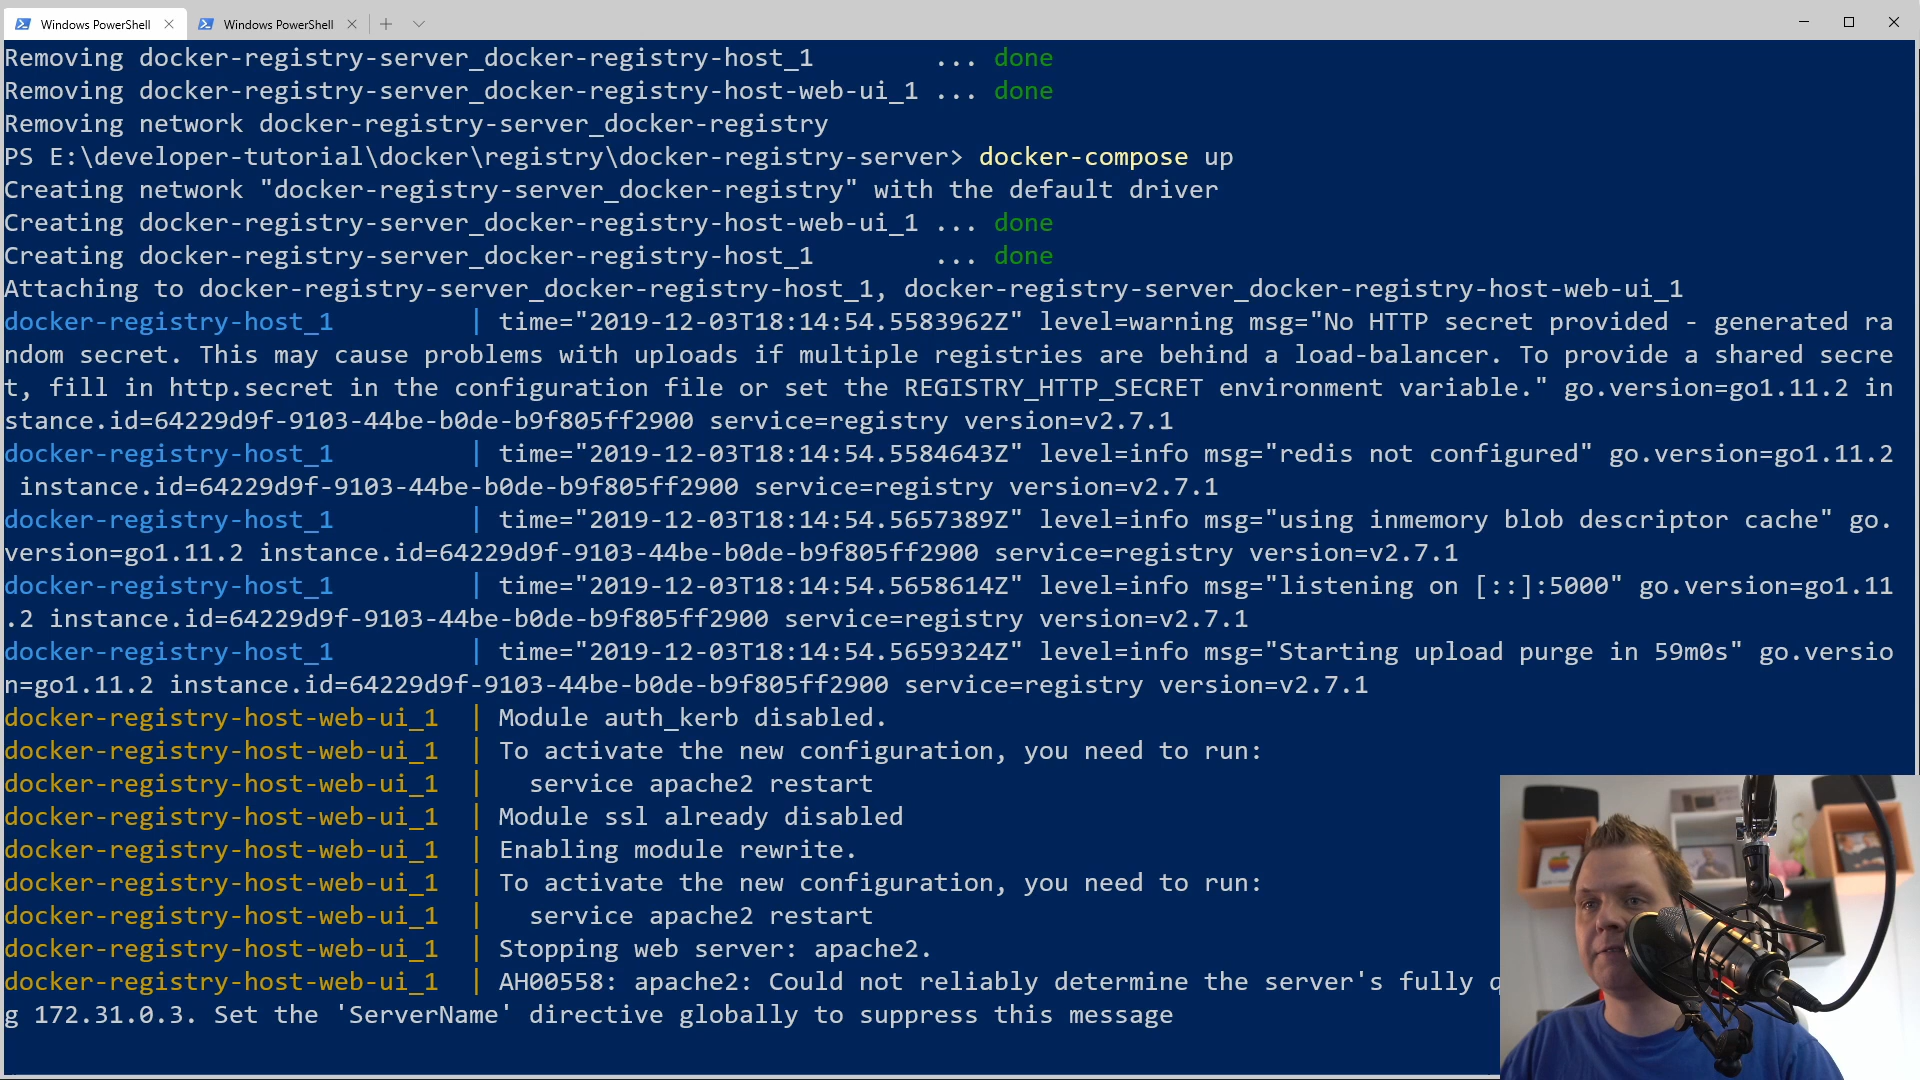 Windows PowerShell
Windows PowerShell
Removing docker-registry-server_docker-registry-host_1 ... done
Removing docker-registry-server_docker-registry-host-web-ui_1 ... done
Removing network docker-registry-server_docker-registry
PS E:\developer-tutorial\docker\registry\docker-registry-server> docker-compose up
Creating network "docker-registry-server_docker-registry" with the default driver
Creating docker-registry-server_docker-registry-host-web-ui_1 ... done
Creating docker-registry-server_docker-registry-host_1 ... done
Attaching to docker-registry-server_docker-registry-host_1, docker-registry-server_docker-registry-host-web-ui_1
docker-registry-host_1 | time="2019-12-03T18:14:54.5583962Z" level=warning msg="No HTTP secret provided - generated ra
ndom secret. This may cause problems with uploads if multiple registries are behind a load-balancer. To provide a shared secre
t, fill in http.secret in the configuration file or set the REGISTRY_HTTP_SECRET environment variable." go.version=go1.11.2 in
stance.id=64229d9f-9103-44be-b0de-b9f805ff2900 service=registry version=v2.7.1
docker-registry-host_1 | time="2019-12-03T18:14:54.5584643Z" level=info msg="redis not configured" go.version=go1.11.2
instance.id=64229d9f-9103-44be-b0de-b9f805ff2900 service=registry version=v2.7.1
docker-registry-host_1 | time="2019-12-03T18:14:54.5657389Z" level=info msg="using inmemory blob descriptor cache" go.
version=go1.11.2 instance.id=64229d9f-9103-44be-b0de-b9f805ff2900 service=registry version=v2.7.1
docker-registry-host_1 | time="2019-12-03T18:14:54.5658614Z" level=info msg="listening on [::]:5000" go.version=go1.11
.2 instance.id=64229d9f-9103-44be-b0de-b9f805ff2900 service=registry version=v2.7.1
docker-registry-host_1 | time="2019-12-03T18:14:54.5659324Z" level=info msg="Starting upload purge in 59m0s" go.versio
n=go1.11.2 instance.id=64229d9f-9103-44be-b0de-b9f805ff2900 service=registry version=v2.7.1
docker-registry-host-web-ui_1 | Module auth_kerb disabled.
docker-registry-host-web-ui_1 | To activate the new configuration, you need to run:
docker-registry-host-web-ui_1 | service apache2 restart
docker-registry-host-web-ui_1 | Module ssl already disabled
docker-registry-host-web-ui_1 | Enabling module rewrite.
docker-registry-host-web-ui_1 | To activate the new configuration, you need to run:
docker-registry-host-web-ui_1 | service apache2 restart
docker-registry-host-web-ui_1 | Stopping web server: apache2.
docker-registry-host-web-ui_1 | AH00558: apache2: Could not reliably determine the server's fully
g 172.31.0.3. Set the 'ServerName' directive globally to suppress this message